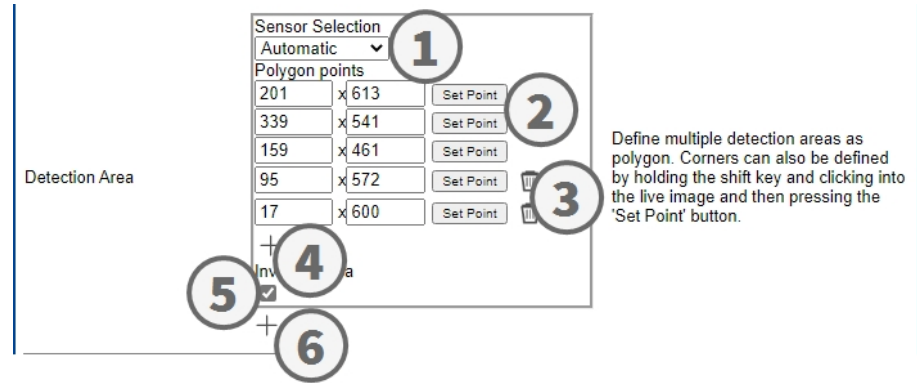 Sensor Selection
Automatic
1
Polygon points
201 x 613 Set Point
2
339 x 541 Set Point
159 x 461 Set Point
Detection Area
95 x 572 Set Point
3
17 x 600 Set Point
4
Inv a
5
6
Define multiple detection areas as
polygon. Corners can also be defined
by holding the shift key and clicking into
the live image and then pressing the
'Set Point' button.